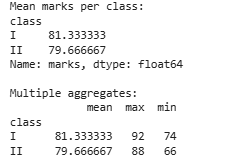 Mean marks per class:
class
I     81.333333
II    79.666667
Name: marks, dtype: float64

Multiple aggregates:
            mean  max  min
class
I      81.333333   92   74
II     79.666667   88   66